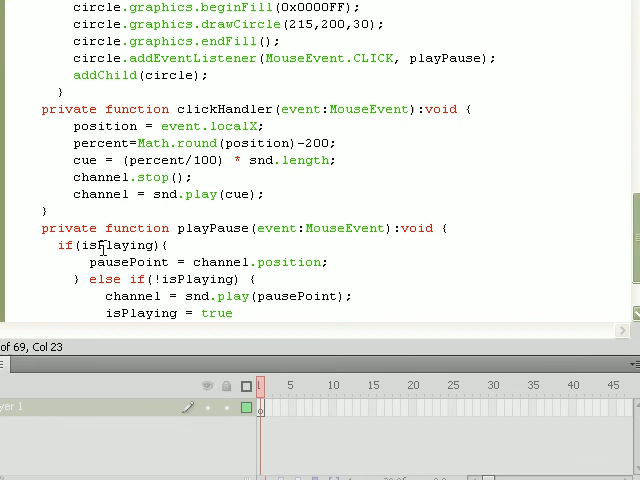 circle.graphics.beginFill(0x0000FF);
circle.graphics.drawCircle(215,200,30);
circle.graphics.endFill();
circle.addEventListener(MouseEvent.CLICK, playPause);
addChild(circle);
}
private function clickHandler(event:MouseEvent):void {
position = event.localX;
percent=Math.round(position)-200;
cue = (percent/100) * snd.length;
channel.stop();
channel = snd.play(cue);
}
private function playPause(event:MouseEvent):void {
if(isPlaying){
pausePoint = channel.position;
} else if(!isPlaying) {
channel = snd.play(pausePoint);
isPlaying = true
of 69, Col 23
1 5 10 15 20 25 30 35 40 45
yer 1